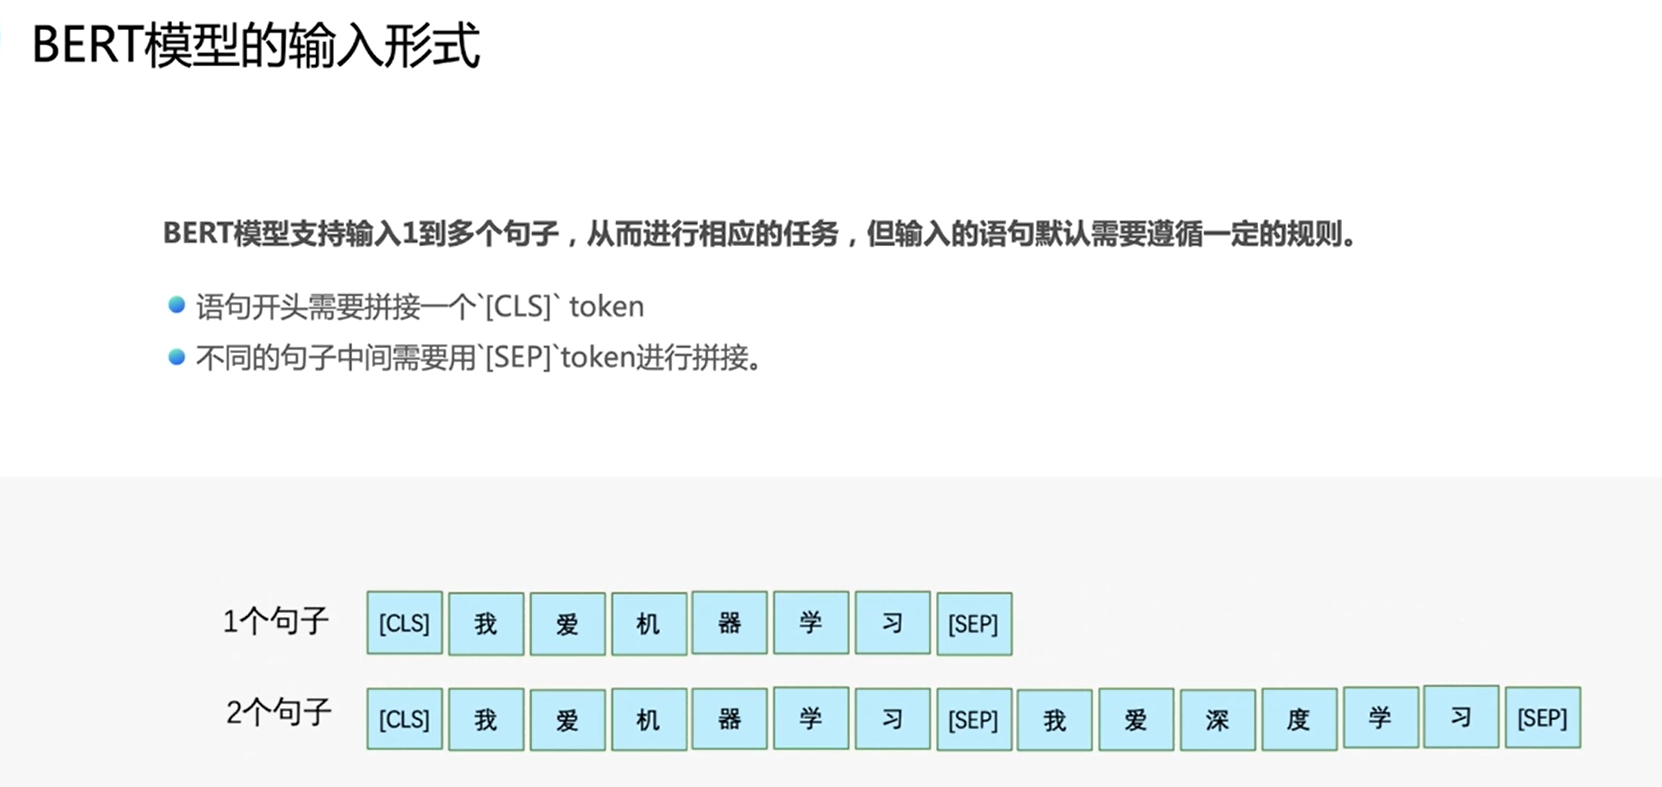 BERT模型的输入形式
BERT模型支持输入1到多个句子，从而进行相应的任务，但输入的语句默认需要遵循一定的规则。
语句开头需要拼接一个`[CLS]` token
不同的句子中间需要用`[SEP]`token进行拼接。
1个句子 [CLS] 我 爱 机 器 学 习 [SEP]
2个句子 [CLS] 我 爱 机 器 学 习 [SEP] 我 爱 深 度 学 习 [SEP]